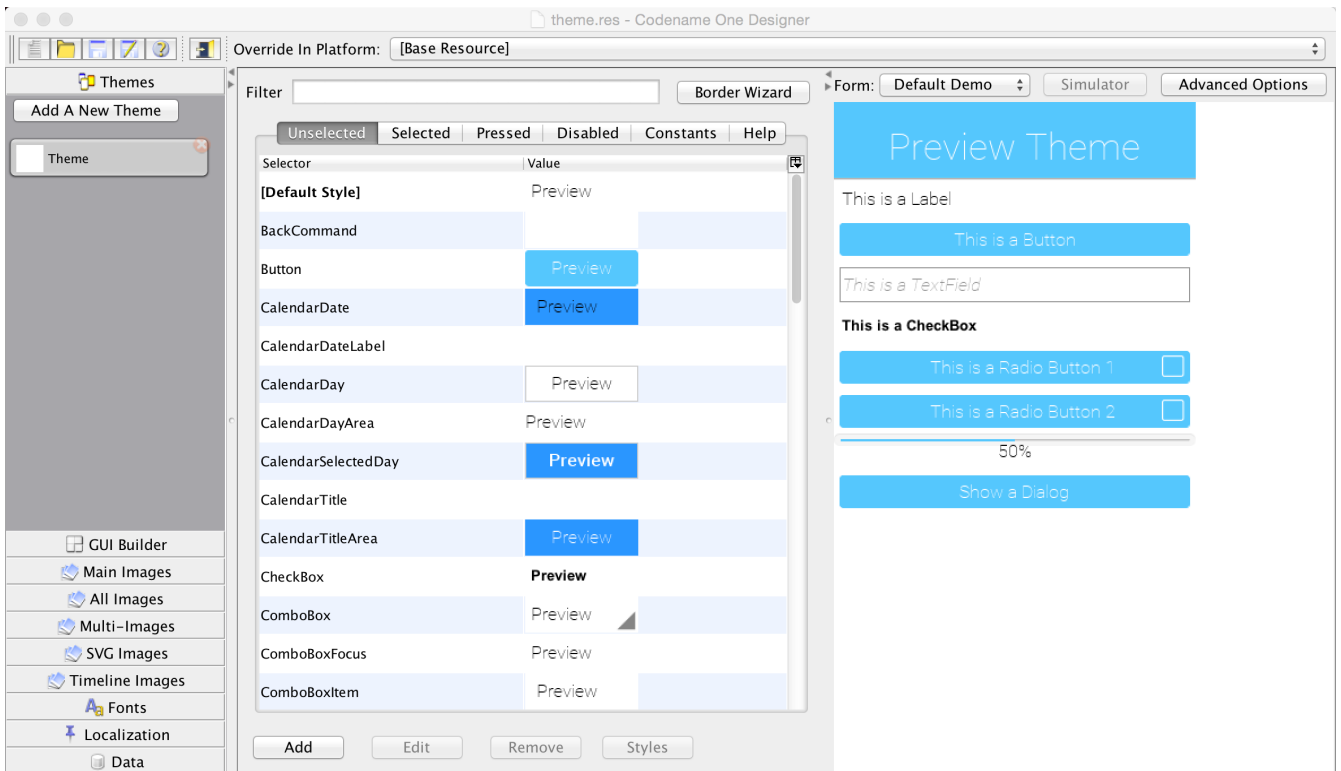 theme.res - Codename One Designer
Override In Platform: [Base Resource]
Themes
Add A New Theme
Theme
GUI Builder
Main Images
All Images
Multi-Images
SVG Images
Timeline Images
Fonts
Localization
Data
Filter
Border Wizard
Unselected Selected Pressed Disabled Constants Help
Selector Value
[Default Style] Preview
BackCommand
Button Preview
CalendarDate Preview
CalendarDateLabel
CalendarDay Preview
CalendarDayArea Preview
CalendarSelectedDay Preview
CalendarTitle
CalendarTitleArea Preview
CheckBox Preview
ComboBox Preview
ComboBoxFocus Preview
ComboBoxItem Preview
Add Edit Remove Styles
Form: Default Demo Simulator Advanced Options
Preview Theme
This is a Label
This is a Button
This is a TextField
This is a CheckBox
This is a Radio Button 1
This is a Radio Button 2
50%
Show a Dialog